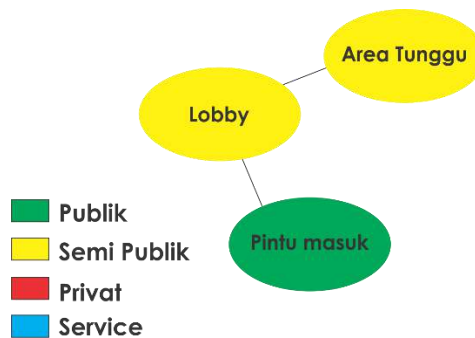 Area Tunggu
Lobby
Pintu masuk
Publik
Semi Publik
Privat
Service